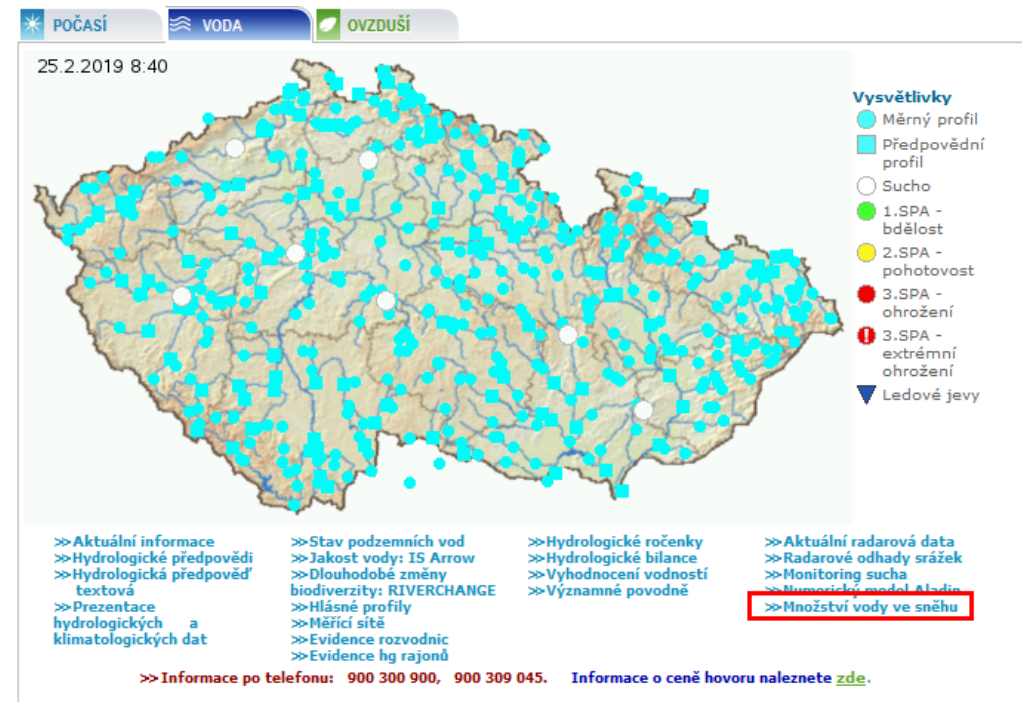 POČASÍ
VODA
OVZDUŠÍ
25.2.2019 8:40
Vysvětlivky
Měrný profil
Předpovědní
profil
Sucho
1.SPA -
bdělost
2.SPA -
pohotovost
3.SPA -
ohrožení
3.SPA -
extrémní
ohrožení
Ledové jevy
>>Aktuální informace
>>Hydrologické předpovědi
>>Hydrologická předpověď
textová
>>Prezentace
hydrologických a
klimatologických dat
>>Stav podzemních vod
>>Jakost vody: IS Arrow
>>Dlouhodobé změny
biodiverzity: RIVERCHANGE
>>Hlásné profily
>>Měřící sítě
>>Evidence rozvodnic
>>Evidence hg rajonů
>>Hydrologické ročenky
>>Hydrologické bilance
>>Vyhodnocení vodností
>>Významné povodně
>>Aktuální radarová data
>>Radarové odhady srážek
>>Monitoring sucha
>>Numerický model Aladin
>>Množství vody ve sněhu
>> Informace po telefonu: 900 300 900, 900 309 045. Informace o ceně hovoru naleznete zde.